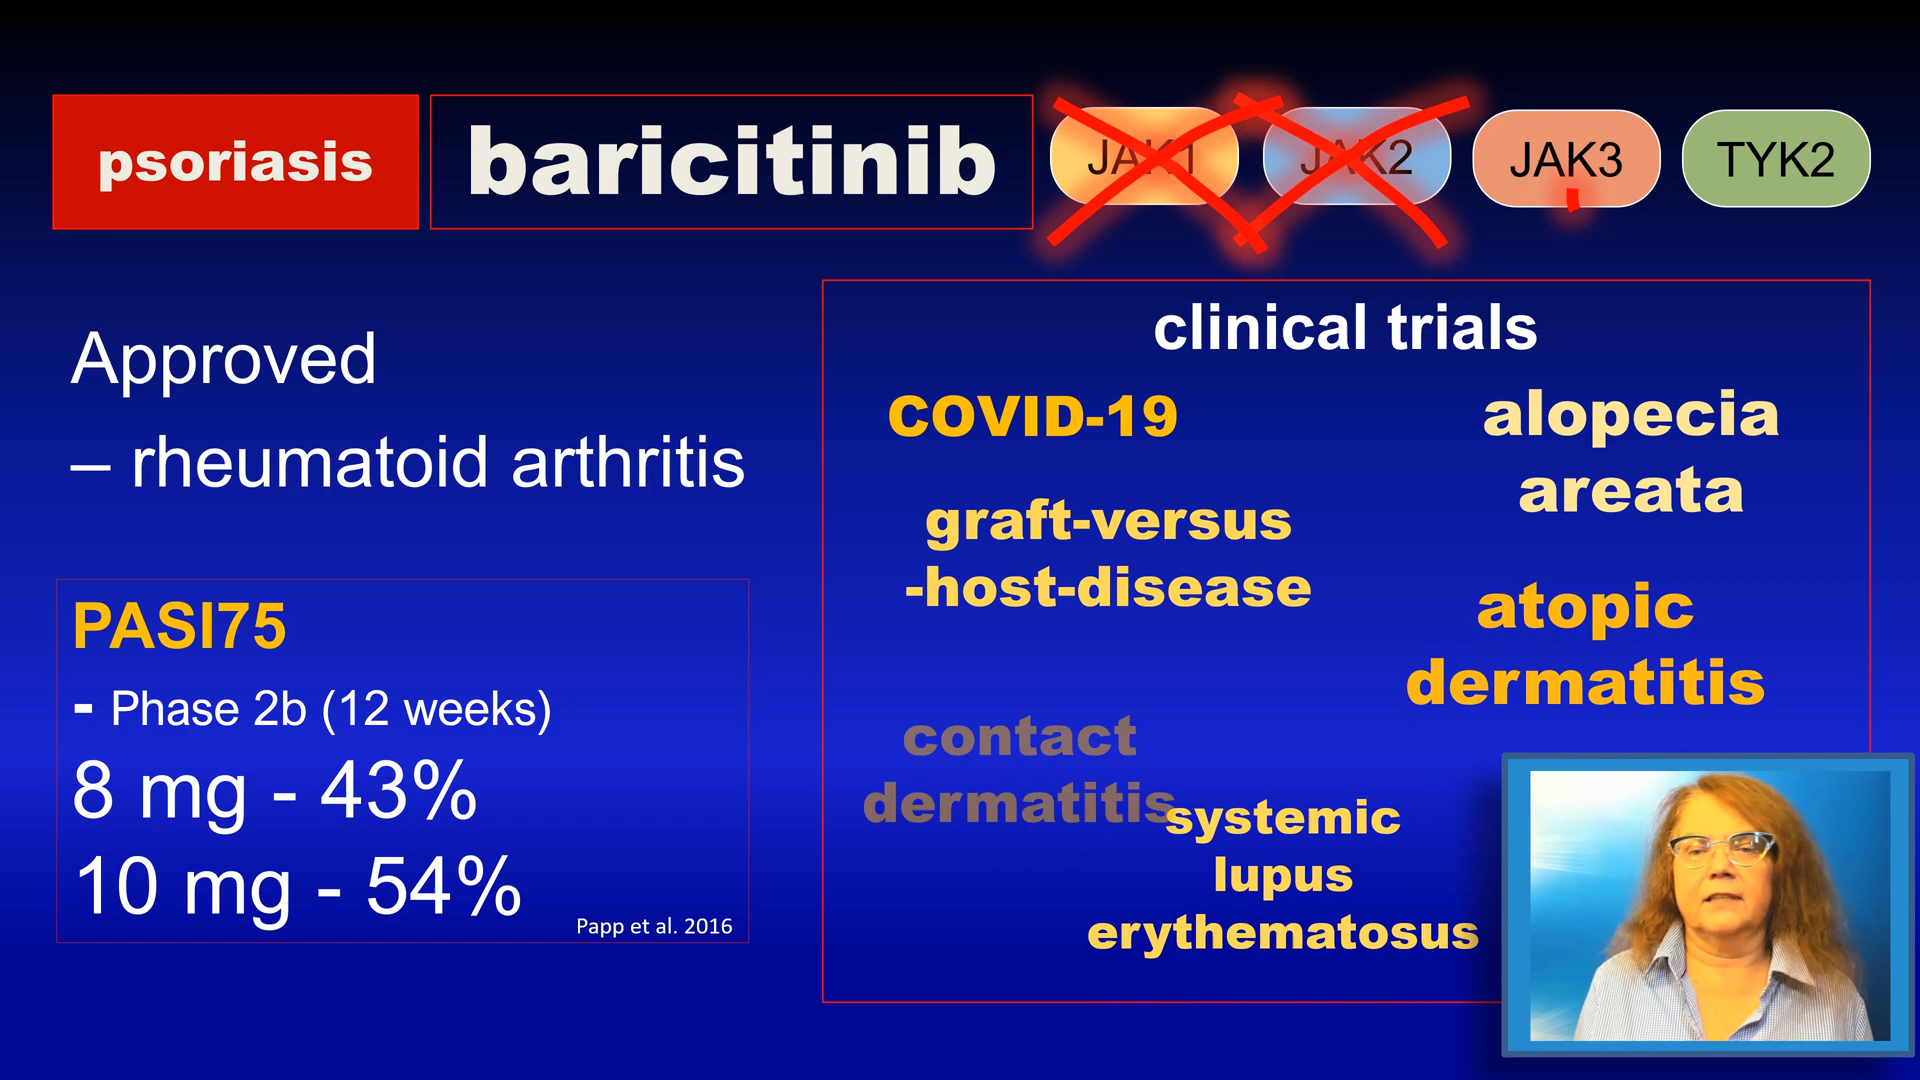 psoriasis
baricitinib
JAK1
JAK2
JAK3
TYK2
Approved
– rheumatoid arthritis
PASI75
- Phase 2b (12 weeks)
8 mg - 43%
10 mg - 54%
Papp et al. 2016
clinical trials
COVID-19
alopecia
areata
graft-versus
-host-disease
atopic
dermatitis
contact
dermatitis
systemic
lupus
erythematosus